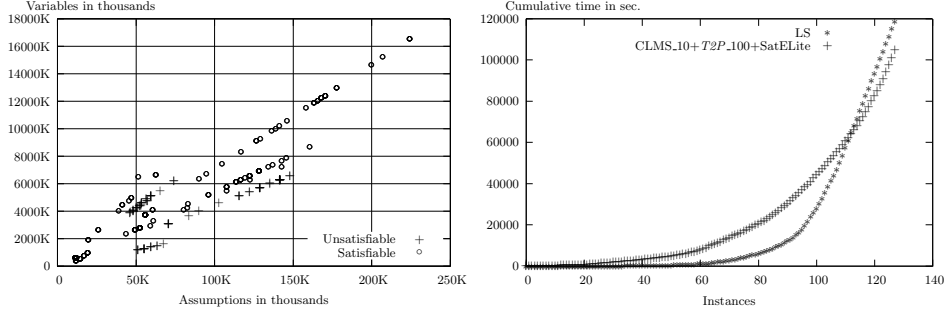 Variables in thousands
18000K
16000K
14000K
12000K
10000K
8000K
6000K
4000K
2000K
0
0
50K
100K
150K
200K
250K
Assumptions in thousands
Unsatisfiable
Satisfiable
Cumulative time in sec.
120000
100000
80000
60000
40000
20000
0
0
20
40
60
80
100
120
140
Instances
LS
CLMS_10+T2P_100+SatELite